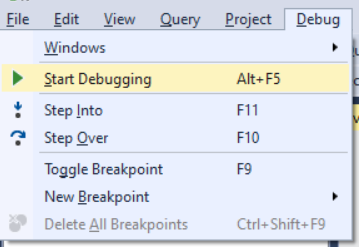 File Edit View Query Project Debug
Windows
Start Debugging Alt+F5
Step Into F11
Step Over F10
Toggle Breakpoint F9
New Breakpoint
Delete All Breakpoints Ctrl+Shift+F9